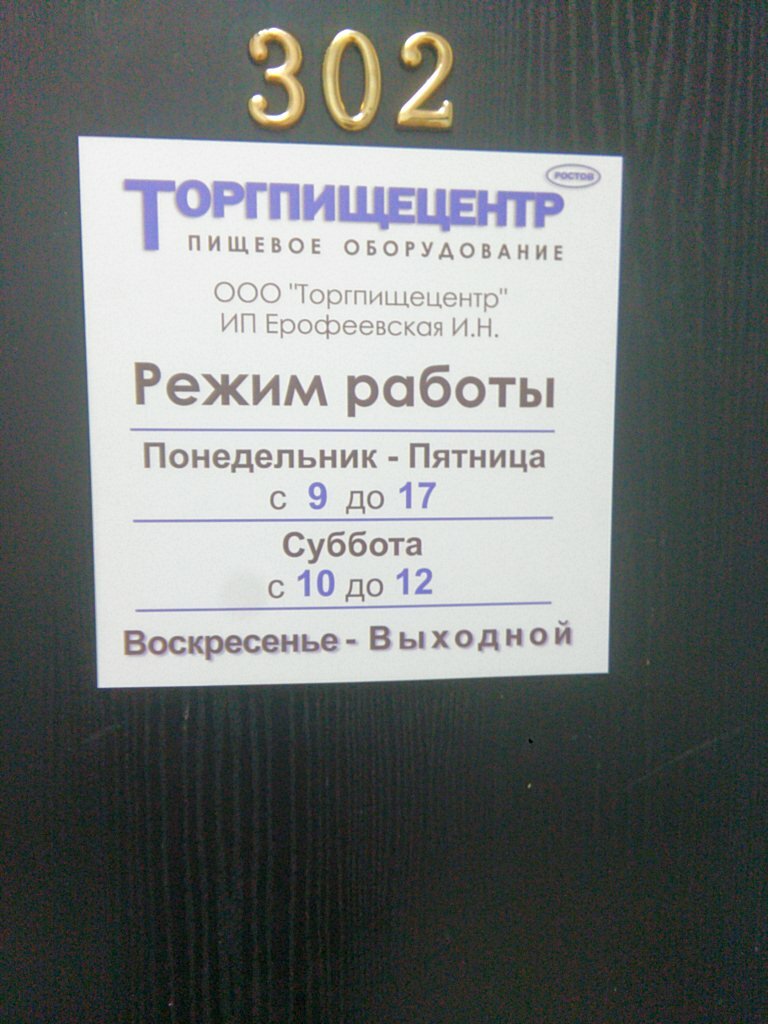 302
РОСТОВ
ТОРГПИЩЕЦЕНТР
ПИЩЕВОЕ ОБОРУДОВАНИЕ
ООО "Торгпищецентр"
ИП Ерофеевская И.Н.
Режим работы
Понедельник - Пятница
с 9 до 17
Суббота
с 10 до 12
Воскресенье - Выходной